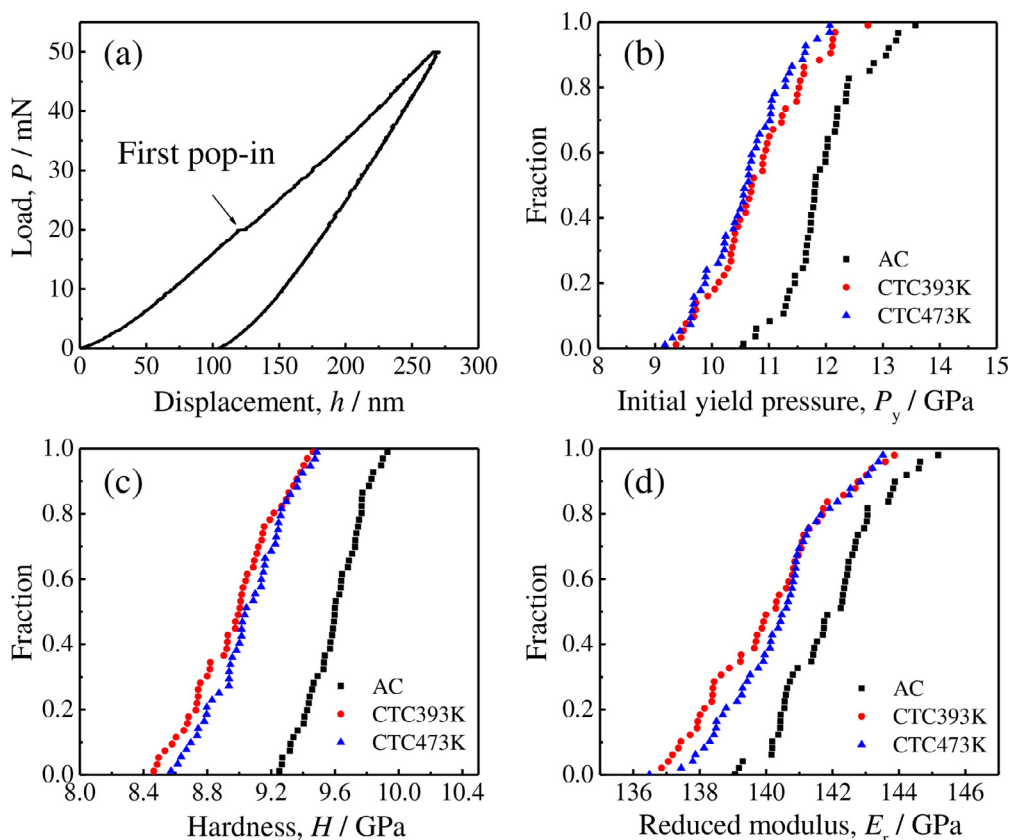 (a)
50
40
30
20
10
0
Load, P / mN
First pop-in
0 50 100 150 200 250 300
Displacement, h / nm
(b)
1.0
0.8
0.6
0.4
0.2
0.0
Fraction
AC
CTC393K
CTC473K
8 9 10 11 12 13 14 15
Initial yield pressure, Py / GPa
(c)
1.0
0.8
0.6
0.4
0.2
0.0
Fraction
AC
CTC393K
CTC473K
8.0 8.4 8.8 9.2 9.6 10.0 10.4
Hardness, H / GPa
(d)
1.0
0.8
0.6
0.4
0.2
0.0
Fraction
AC
CTC393K
CTC473K
136 138 140 142 144 146
Reduced modulus, Er / GPa